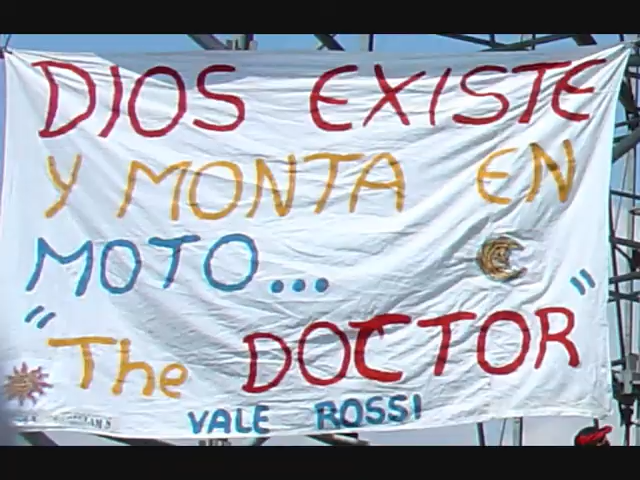 DIOS EXISTE
Y MONTA EN
MOTO...
"The DOCTOR"
VALE ROSSI